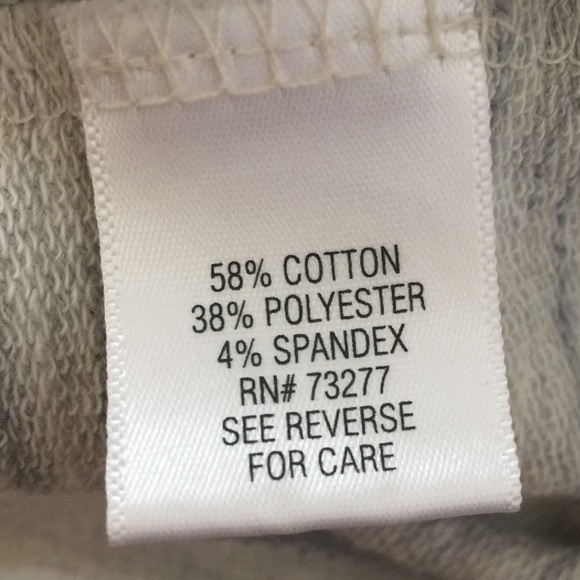 58% COTTON
38% POLYESTER
4% SPANDEX
RN# 73277
SEE REVERSE
FOR CARE